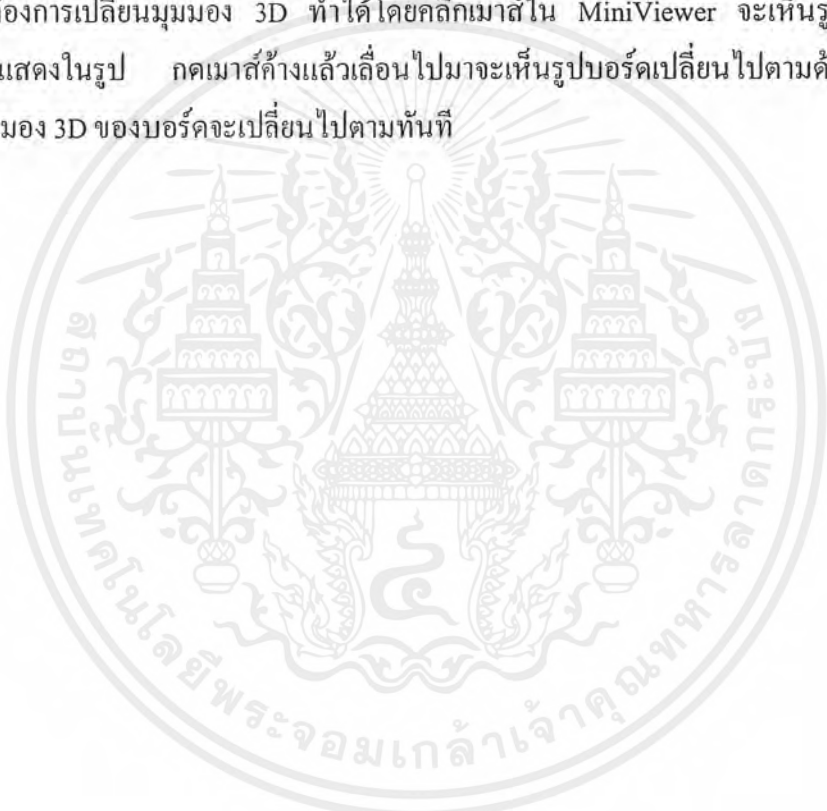 องการเปลี่ยนมุมมอง 3D ทำได้โดยคลิกเมาส์ใน MiniViewer จะเห็นรู
แสดงในรูป กดเมาส์ค้างแล้วเลื่อนไปมาจะเห็นรูปบอร์ดเปลี่ยนไปตามด้
มอง 3D ของบอร์ดจะเปลี่ยนไปตามทันที
สถาบันเทคโนโลยีพระจอมเกล้าเจ้าคุณทหารลาดกระบัง